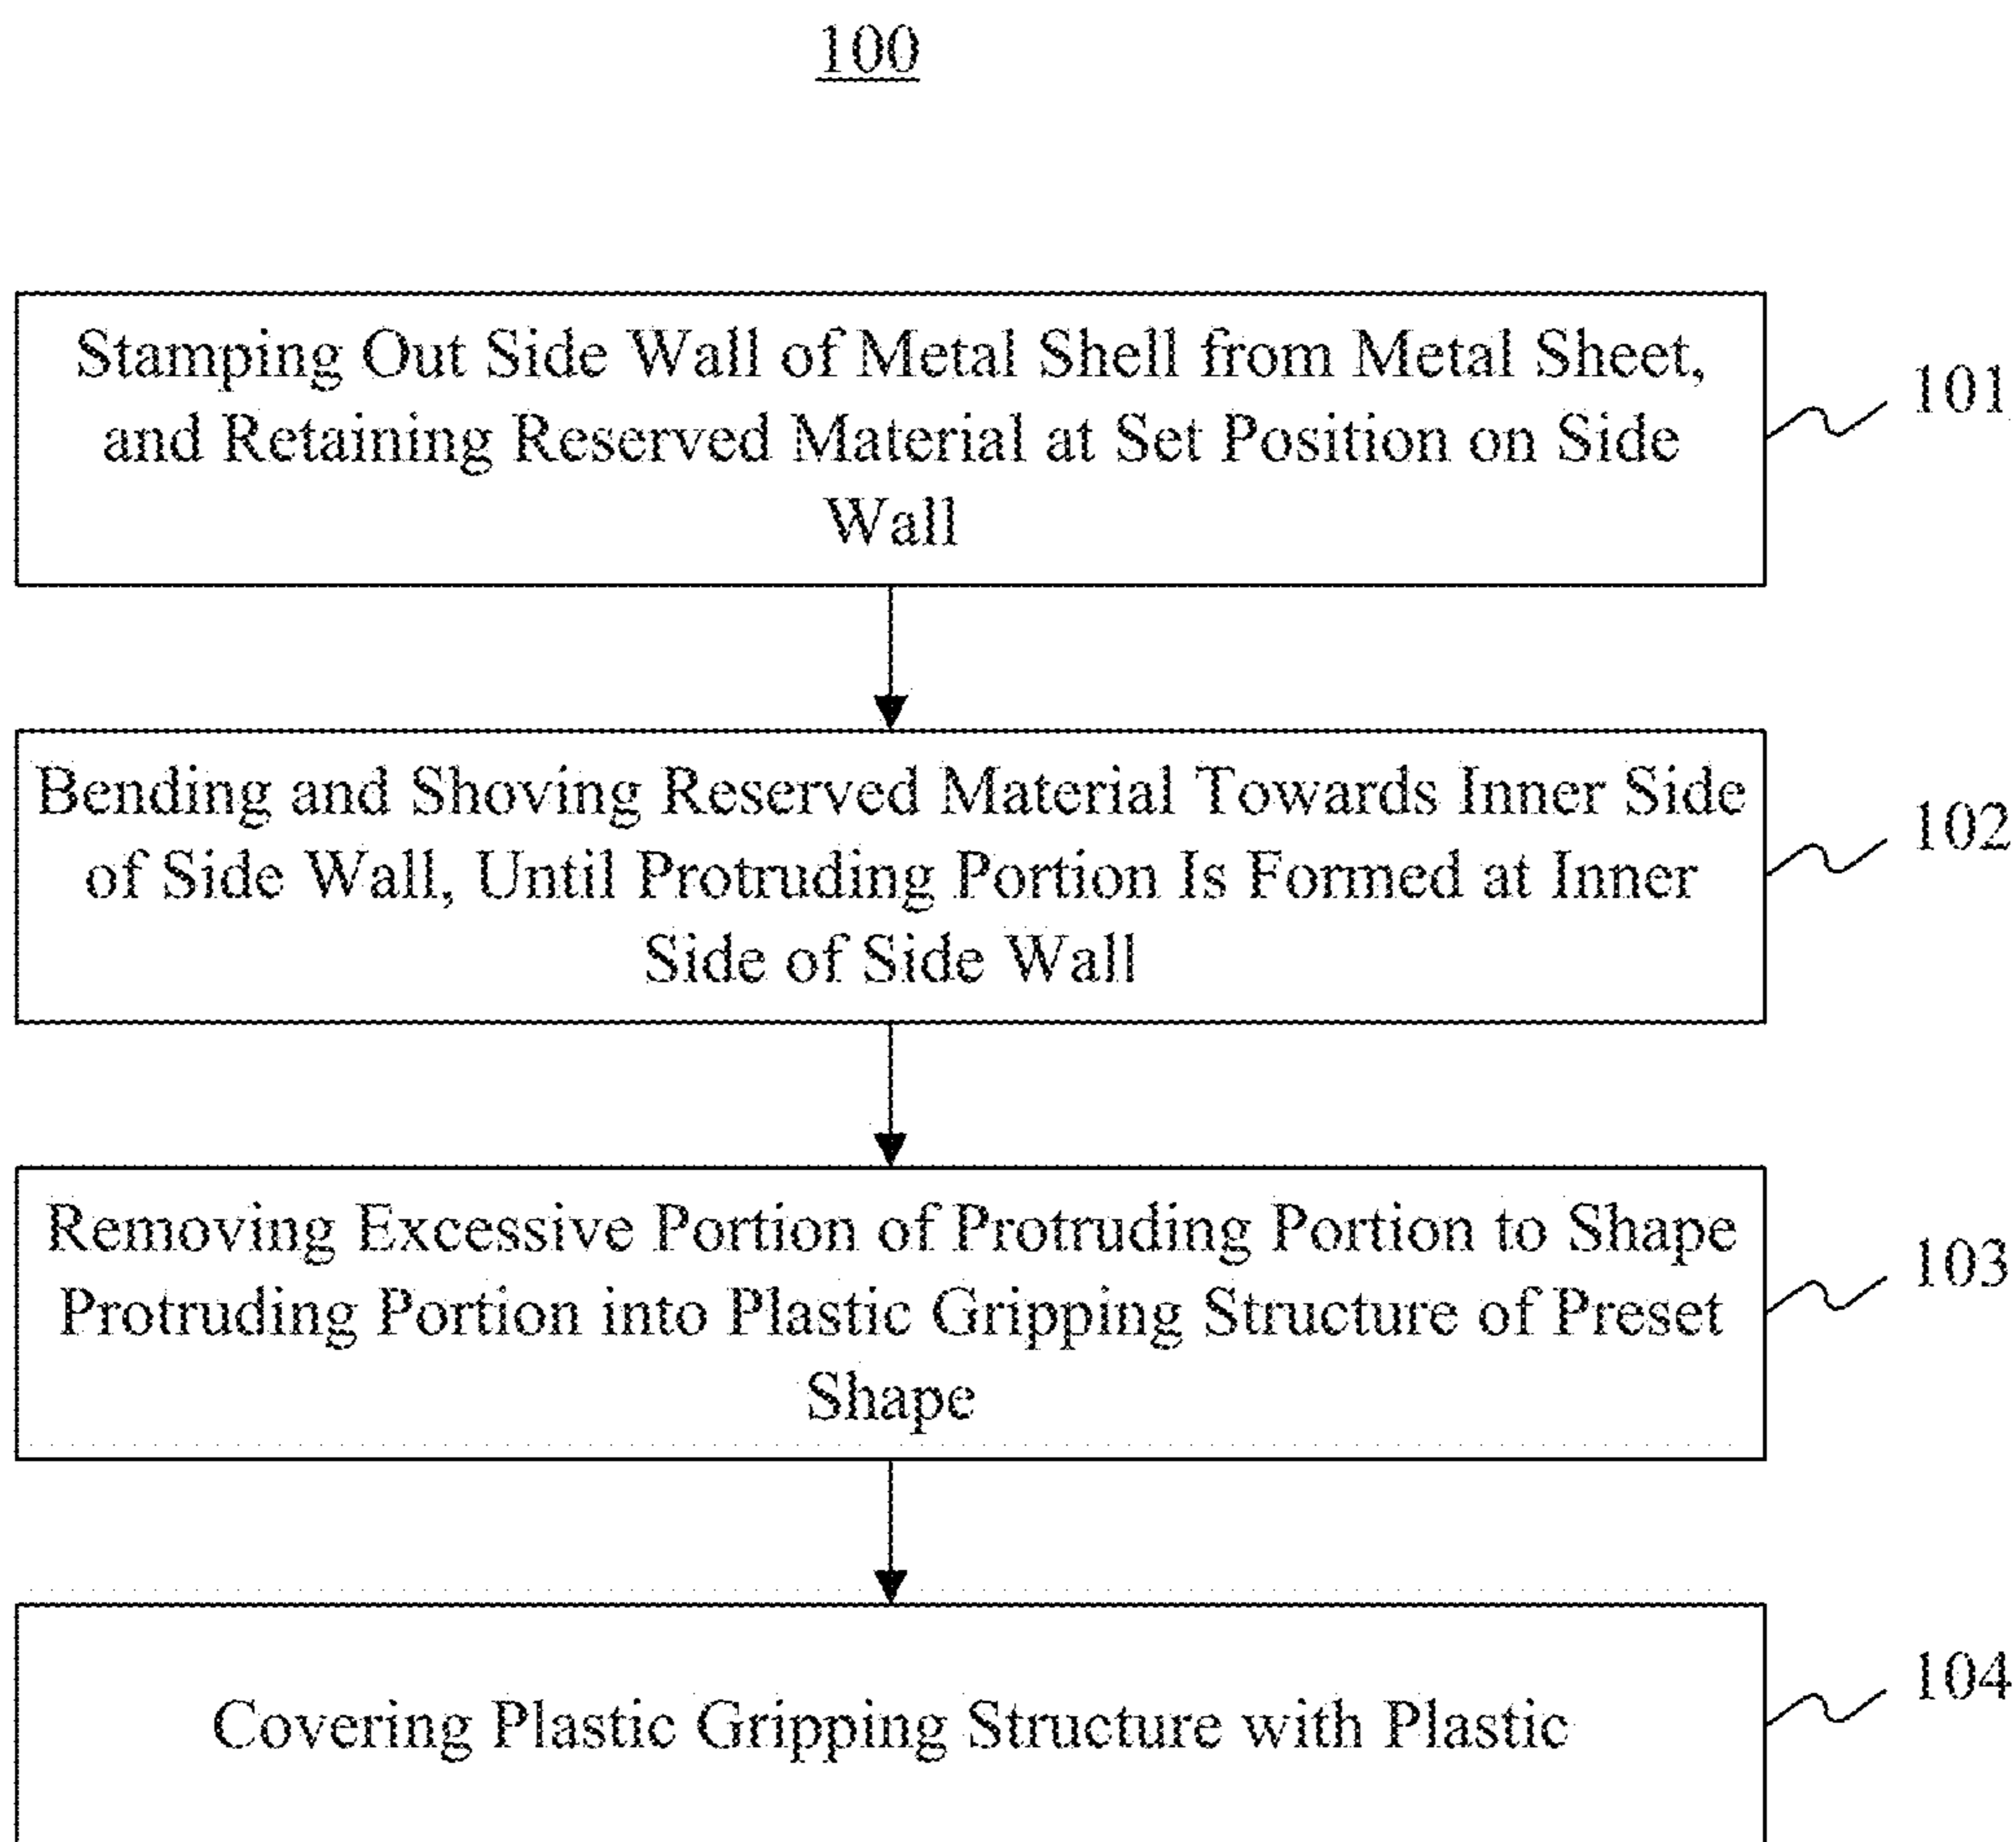 100
Stamping Out Side Wall of Metal Shell from Metal Sheet,
and Retaining Reserved Material at Set Position on Side
Wall
101
Bending and Shoving Reserved Material Towards Inner Side
of Side Wall, Until Protruding Portion Is Formed at Inner
Side of Side Wall
102
Removing Excessive Portion of Protruding Portion to Shape
Protruding Portion into Plastic Gripping Structure of Preset
Shape
103
Covering Plastic Gripping Structure with Plastic
104